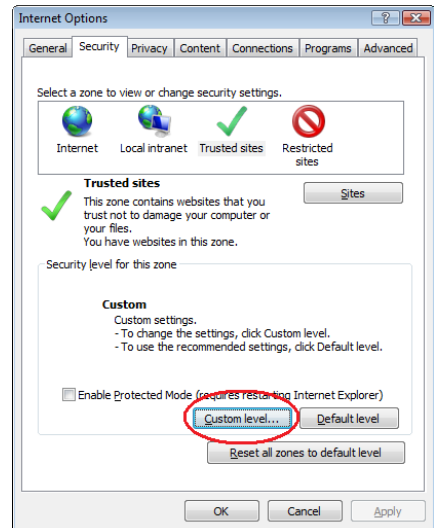 Internet Options
General Security Privacy Content Connections Programs Advanced
Select a zone to view or change security settings.
Internet Local intranet Trusted sites Restricted
sites
Trusted sites
Sites
This zone contains websites that you
trust not to damage your computer or
your files.
You have websites in this zone.
Security level for this zone
Custom
Custom settings.
- To change the settings, click Custom level.
- To use the recommended settings, click Default level.
Enable Protected Mode (requires restarting Internet Explorer)
Custom level... Default level
Reset all zones to default level
OK Cancel Apply